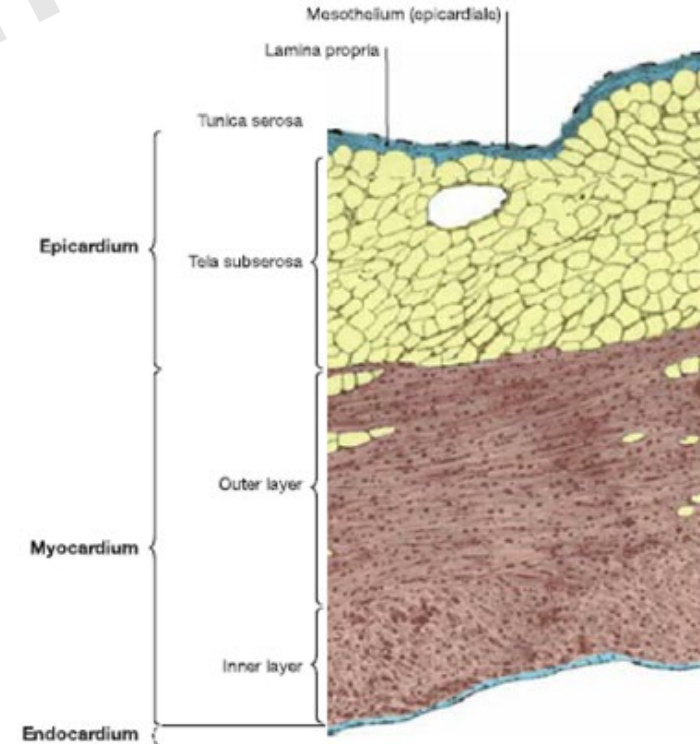 Mesothelium (epicardiale)
Lamina propria
Tunica serosa
Epicardium
Tela subserosa
Outer layer
Myocardium
Inner layer
Endocardium